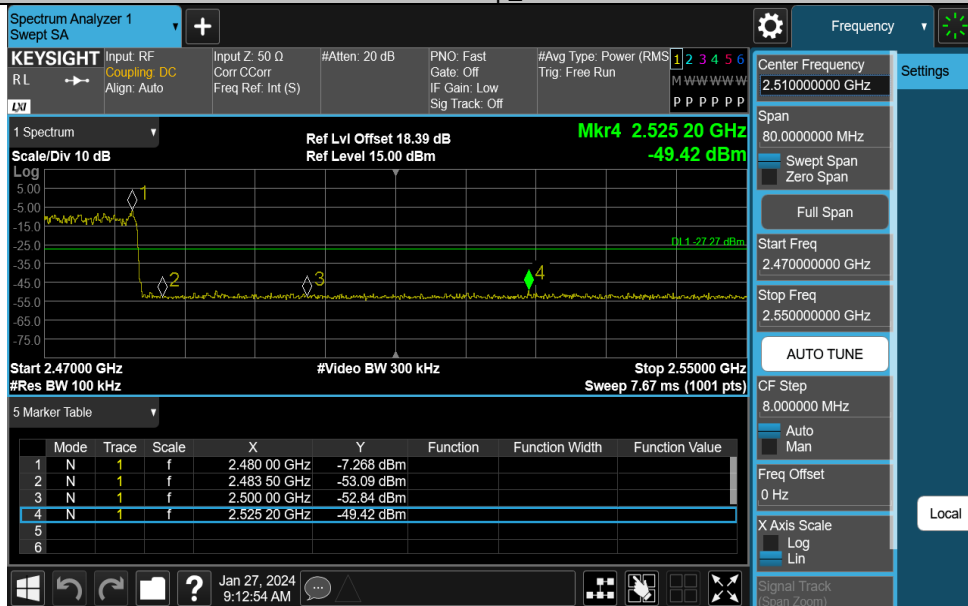 Spectrum Analyzer 1
Swept SA
Frequency
KEYSIGHT
RL
LXI
Input: RF
Coupling: DC
Align: Auto
Input Z: 50 Ω
Corr CCorr
Freq Ref: Int (S)
#Atten: 20 dB
PNO: Fast
Gate: Off
IF Gain: Low
Sig Track: Off
#Avg Type: Power (RMS
Trig: Free Run
1 2 3 4 5 6
M W W W W W
P P P P P P
1 Spectrum
Scale/Div 10 dB
Ref Lvl Offset 18.39 dB
Ref Level 15.00 dBm
Mkr4 2.525 20 GHz
-49.42 dBm
Log
5.00
-5.00
-15.0
-25.0
-35.0
-45.0
-55.0
-65.0
-75.0
1
2
3
4
DL1 -27.27 dBm
Start 2.47000 GHz
#Video BW 300 kHz
Stop 2.55000 GHz
#Res BW 100 kHz
Sweep 7.67 ms (1001 pts)
5 Marker Table
Mode Trace Scale X Y Function Function Width Function Value
1 N 1 f 2.480 00 GHz -7.268 dBm
2 N 1 f 2.483 50 GHz -53.09 dBm
3 N 1 f 2.500 00 GHz -52.84 dBm
4 N 1 f 2.525 20 GHz -49.42 dBm
5
6
?
Jan 27, 2024
9:12:54 AM
Center Frequency
2.510000000 GHz
Span
80.0000000 MHz
Swept Span
Zero Span
Full Span
Start Freq
2.470000000 GHz
Stop Freq
2.550000000 GHz
AUTO TUNE
CF Step
8.000000 MHz
Auto
Man
Freq Offset
0 Hz
X Axis Scale
Log
Lin
Signal Track
(Span Zoom)
Settings
Local